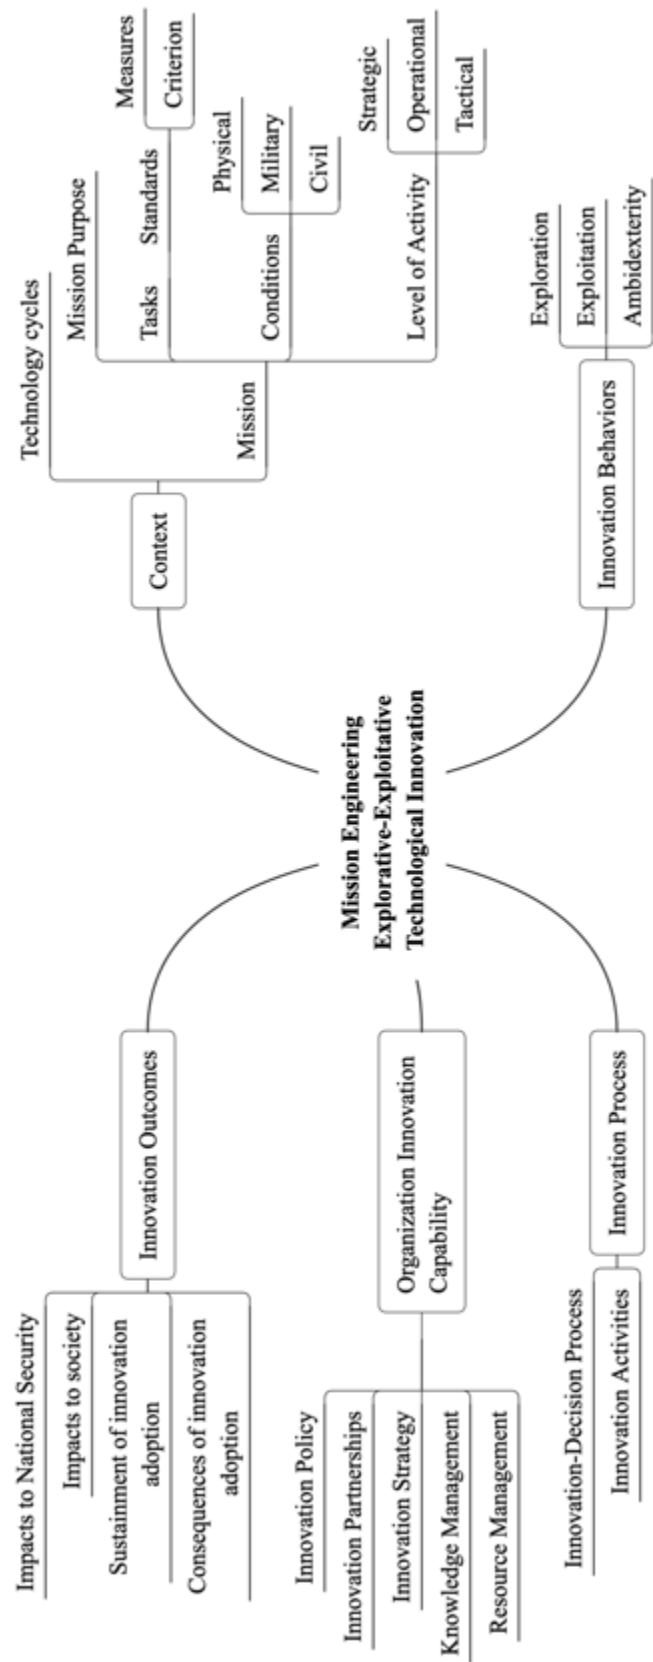 Impacts to National Security
Impacts to society
Sustainment of innovation
adoption
Consequences of innovation
adoption
Innovation Outcomes
Innovation Policy
Innovation Partnerships
Innovation Strategy
Knowledge Management
Resource Management
Organization Innovation
Capability
Innovation-Decision Process
Innovation Activities
Innovation Process
Mission Engineering
Explorative-Exploitative
Technological Innovation
Context
Technology cycles
Mission
Mission Purpose
Tasks
Standards
Measures
Criterion
Conditions
Physical
Military
Civil
Level of Activity
Strategic
Operational
Tactical
Innovation Behaviors
Exploration
Exploitation
Ambidexterity